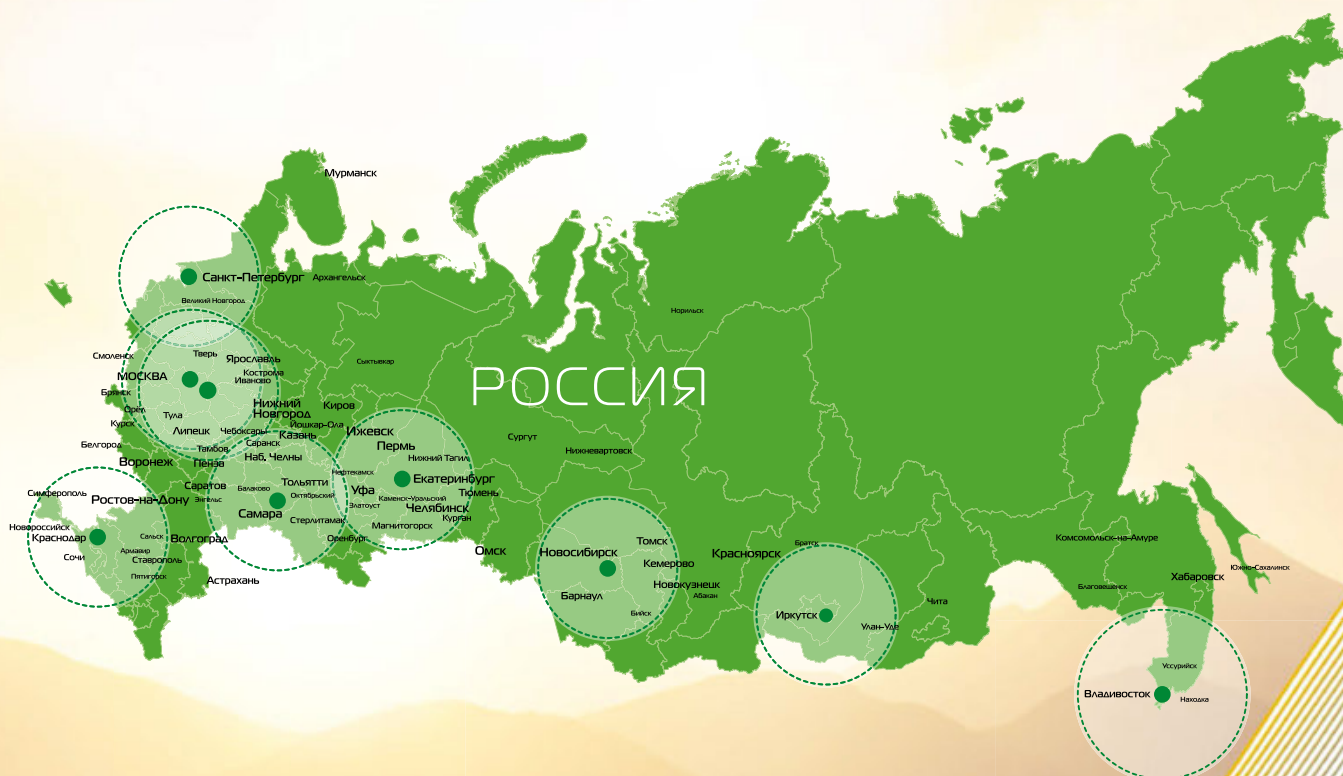 Мурманск
Санкт-Петербург
Архангельск
Великий Новгород
Норильск
РОССИЯ
Смоленск
Тверь
Ярославль
Сыктывкар
МОСКВА
Кострома
Иваново
Брянск
Орёл
Тула
Нижний
Новгород
Киров
Курск
Липецк
Чебоксары
Йошкар-Ола
Казань
Ижевск
Белгород
Саранск
Тамбов
Пермь
Сургут
Нижневартовск
Воронеж
Пенза
Наб. Челны
Нижний Тагил
Нефтекамск
Екатеринбург
Саратов
Балаково
Тольятти
Уфа
Тюмень
Симферополь
Ростов-на-Дону
Энгельс
Октябрьский
Каменск-Уральский
Златоуст
Челябинск
Самара
Стерлитамак
Курган
Магнитогорск
Новороссийск
Краснодар
Сальск
Волгоград
Оренбург
Омск
Сочи
Армавир
Ставрополь
Пятигорск
Астрахань
Новосибирск
Томск
Кемерово
Красноярск
Братск
Новокузнецк
Абакан
Барнаул
Бийск
Иркутск
Улан-Уде
Чита
Комсомольск-на-Амуре
Благовещенск
Хабаровск
Южно-Сахалинск
Уссурийск
Владивосток
Находка